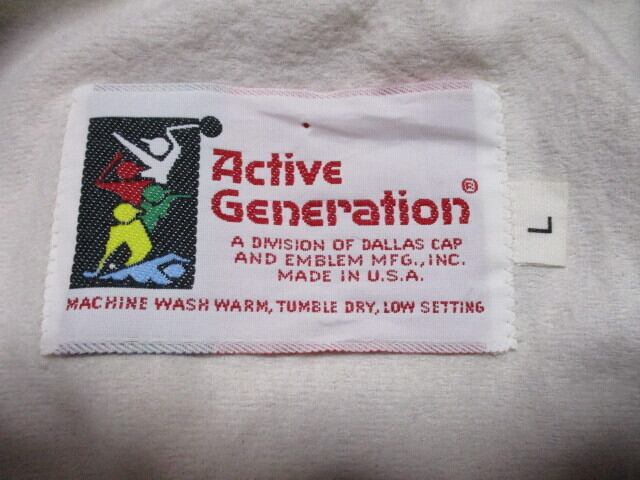 Active
Generation®
A DIVISION OF DALLAS CAP
AND EMBLEM MFG., INC.
MADE IN U.S.A.
MACHINE WASH WARM, TUMBLE DRY, LOW SETTING
L